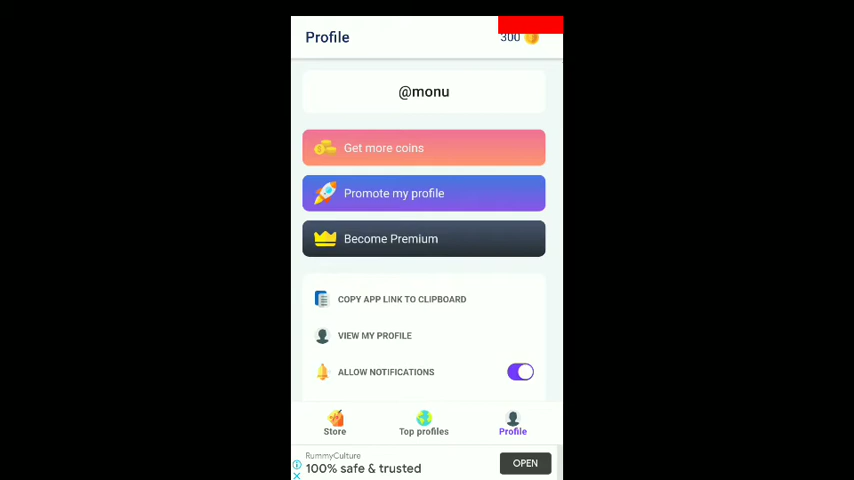 Profile
300
@monu
Get more coins
Promote my profile
Become Premium
COPY APP LINK TO CLIPBOARD
VIEW MY PROFILE
ALLOW NOTIFICATIONS
Store
Top profiles
Profile
RummyCulture
100% safe & trusted
OPEN